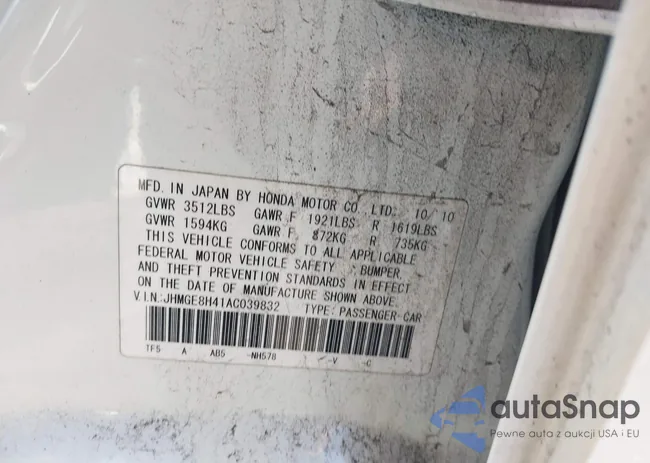 MFD. IN JAPAN BY HONDA MOTOR CO., LTD. 10/10
GVWR 3512LBS GAWR F 1921LBS R 1619LBS
GVWR 1594KG GAWR F 872KG R 735KG
THIS VEHICLE CONFORMS TO ALL APPLICABLE
FEDERAL MOTOR VEHICLE SAFETY, BUMPER,
AND THEFT PREVENTION STANDARDS IN EFFECT
ON THE DATE OF MANUFACTURE SHOWN ABOVE.
V.I.N.:JHMGE8H41AC039832 TYPE: PASSENGER-CAR
TF5- A AB5 -NH578 -V -C
autaSnap
Pewne auta z aukcji USA i EU